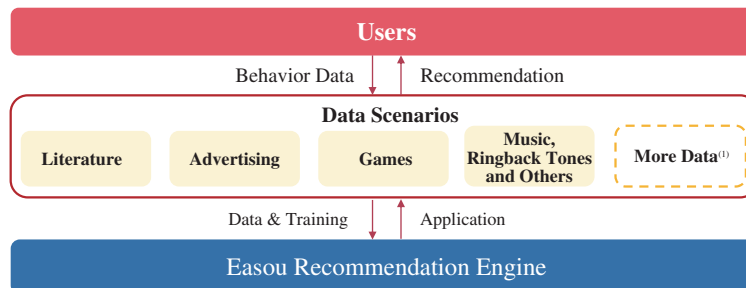 Users
Behavior Data
Recommendation
Data Scenarios
Literature
Advertising
Games
Music,
Ringback Tones
and Others
More Data(1)
Data & Training
Application
Easou Recommendation Engine